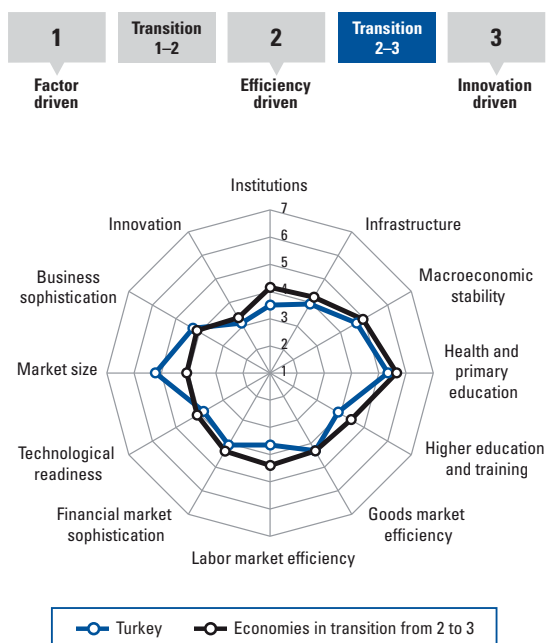 1
Transition
1–2
2
Transition
2–3
3
Factor
driven
Efficiency
driven
Innovation
driven
Institutions
7
Innovation
Infrastructure
6
5
Business
sophistication
Macroeconomic
stability
4
3
2
Market size
1
Health and
primary
education
Technological
readiness
Higher education
and training
Financial market
sophistication
Goods market
efficiency
Labor market efficiency
Turkey
Economies in transition from 2 to 3